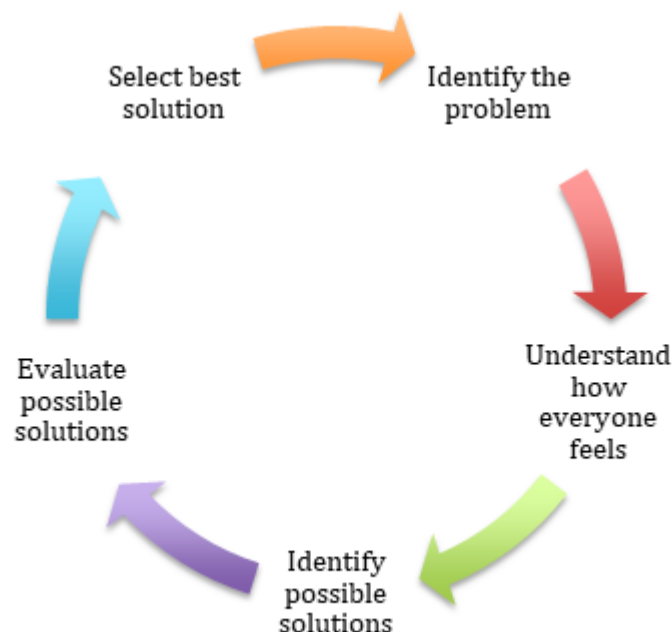 Select best
solution
Identify the
problem
Understand
how
everyone
feels
Identify
possible
solutions
Evaluate
possible
solutions